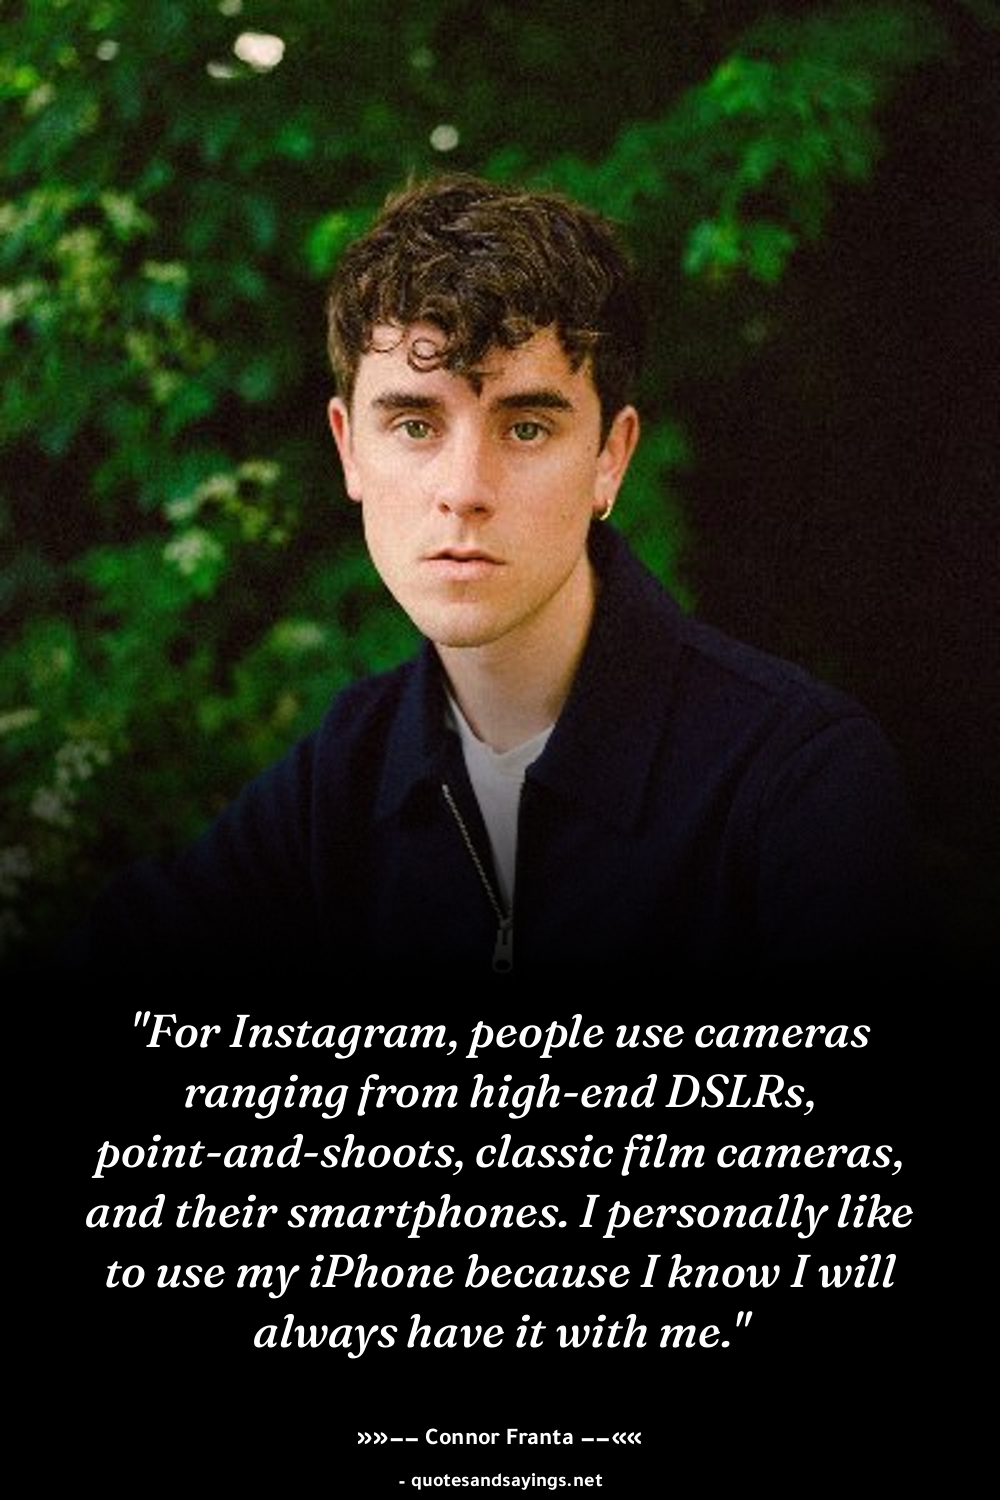 "For Instagram, people use cameras
ranging from high-end DSLRs,
point-and-shoots, classic film cameras,
and their smartphones. I personally like
to use my iPhone because I know I will
always have it with me."
»»–– Connor Franta ––««
- quotesandsayings.net